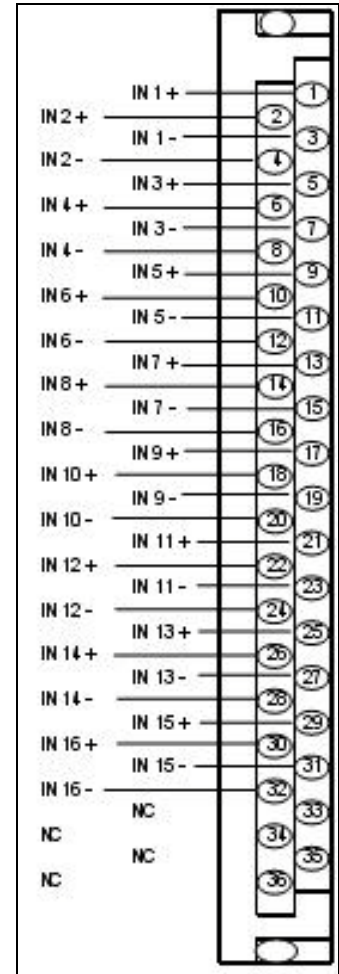 IN 1 + 1
IN 2 + 2
IN 1 - 3
IN 2 - 4
IN 3 + 5
IN 4 + 6
IN 3 - 7
IN 4 - 8
IN 5 + 9
IN 6 + 10
IN 5 - 11
IN 6 - 12
IN 7 + 13
IN 8 + 14
IN 7 - 15
IN 8 - 16
IN 9 + 17
IN 10 + 18
IN 9 - 19
IN 10 - 20
IN 11 + 21
IN 12 + 22
IN 11 - 23
IN 12 - 24
IN 13 + 25
IN 14 + 26
IN 13 - 27
IN 14 - 28
IN 15 + 29
IN 16 + 30
IN 15 - 31
IN 16 - 32
NC 33
NC 34
NC 35
NC 36